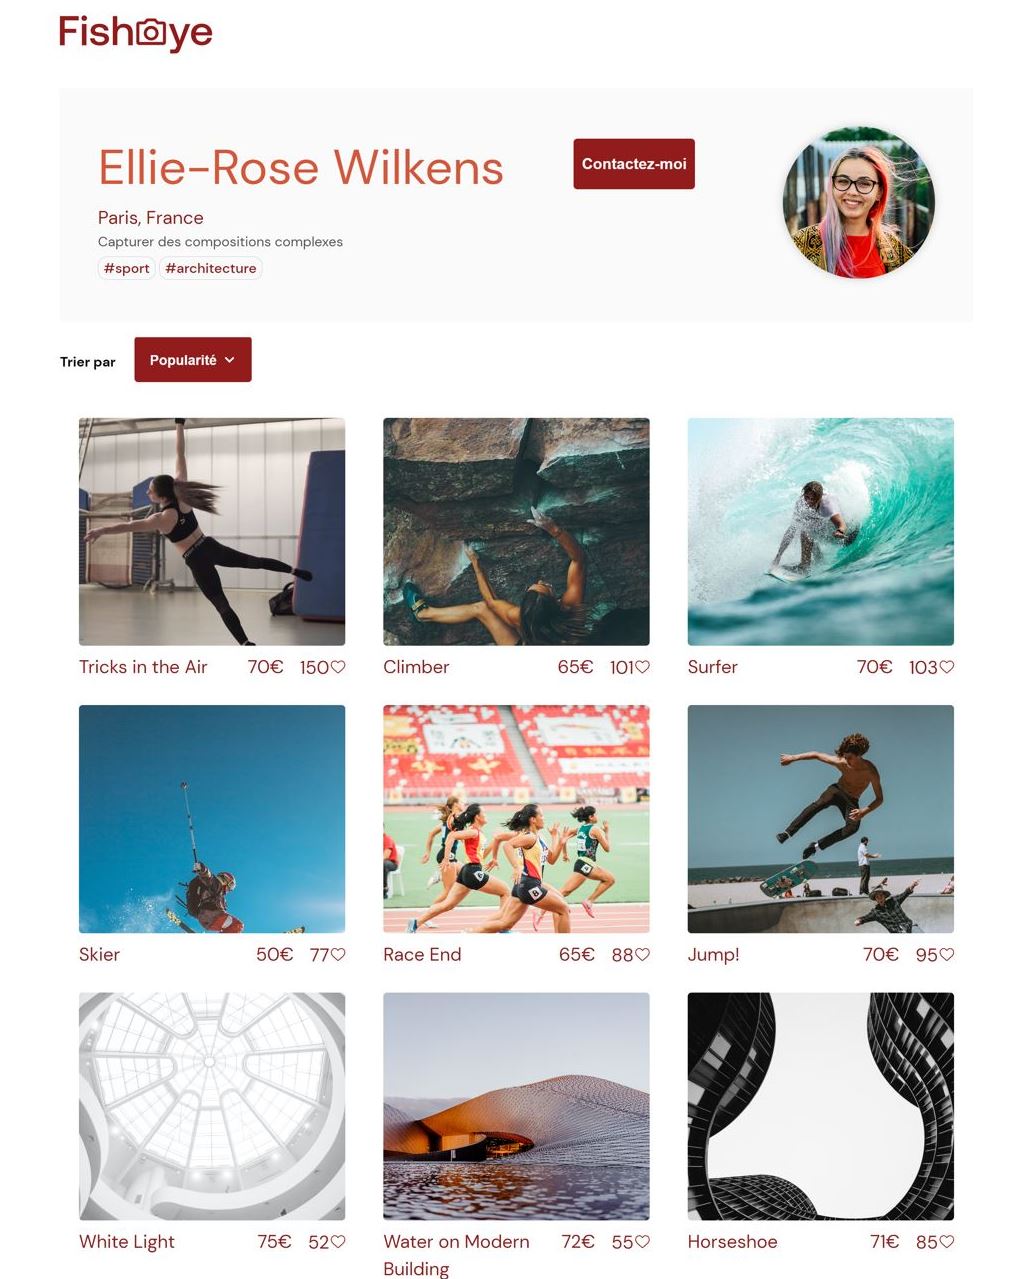 Fisheye
Ellie-Rose Wilkens
Contactez-moi
Paris, France
Capturer des compositions complexes
#sport #architecture
Trier par
Popularité
Tricks in the Air 70€ 150♡
Climber 65€ 101♡
Surfer 70€ 103♡
Skier 50€ 77♡
Race End 65€ 88♡
Jump! 70€ 95♡
White Light 75€ 52♡
Water on Modern 72€ 55♡
Building
Horseshoe 71€ 85♡